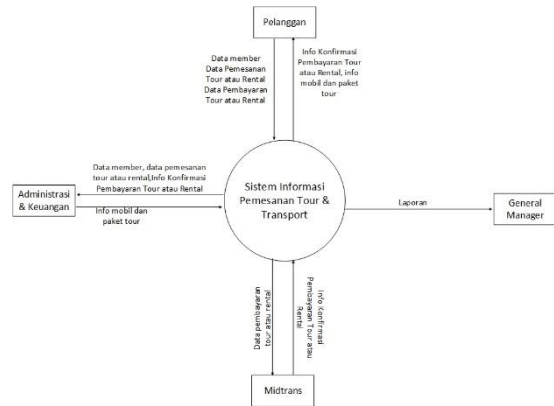 Pelanggan
Data member
Data Pemesanan
Tour atau Rental
Data Pembayaran
Tour atau Rental
Info Konfirmasi
Pembayaran Tour
atau Rental, info
mobil dan paket
tour
Data member, data pemesanan
tour atau rental,Info Konfirmasi
Pembayaran Tour atau Rental
Administrasi
& Keuangan
Info mobil dan
paket tour
Sistem Informasi
Pemesanan Tour &
Transport
Laporan
General
Manager
Data pembayaran
tour atau rental
Info Konfirmasi
Pembayaran Tour atau
Rental
Midtrans